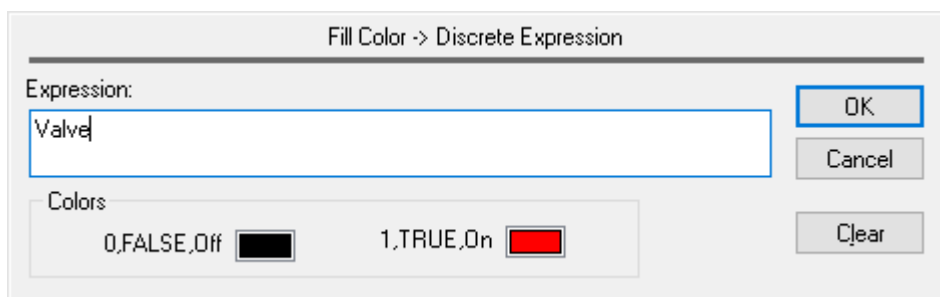 Fill Color -> Discrete Expression
Expression:
Valve
OK
Cancel
Colors
0,FALSE,Off
1,TRUE,On
Clear